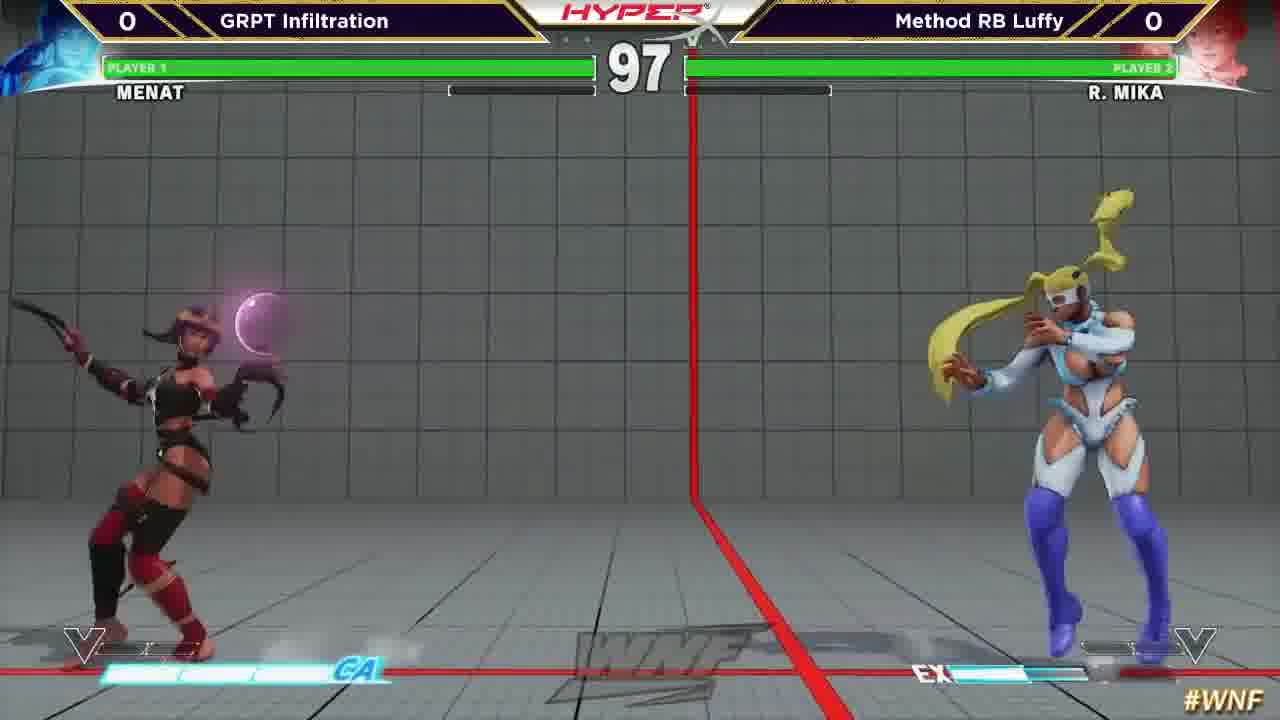 0 GRPT Infiltration HYPER X Method RB Luffy 0
PLAYER 1 97 PLAYER 2
MENAT R. MIKA
V V
CA EX
WNF
#WNF